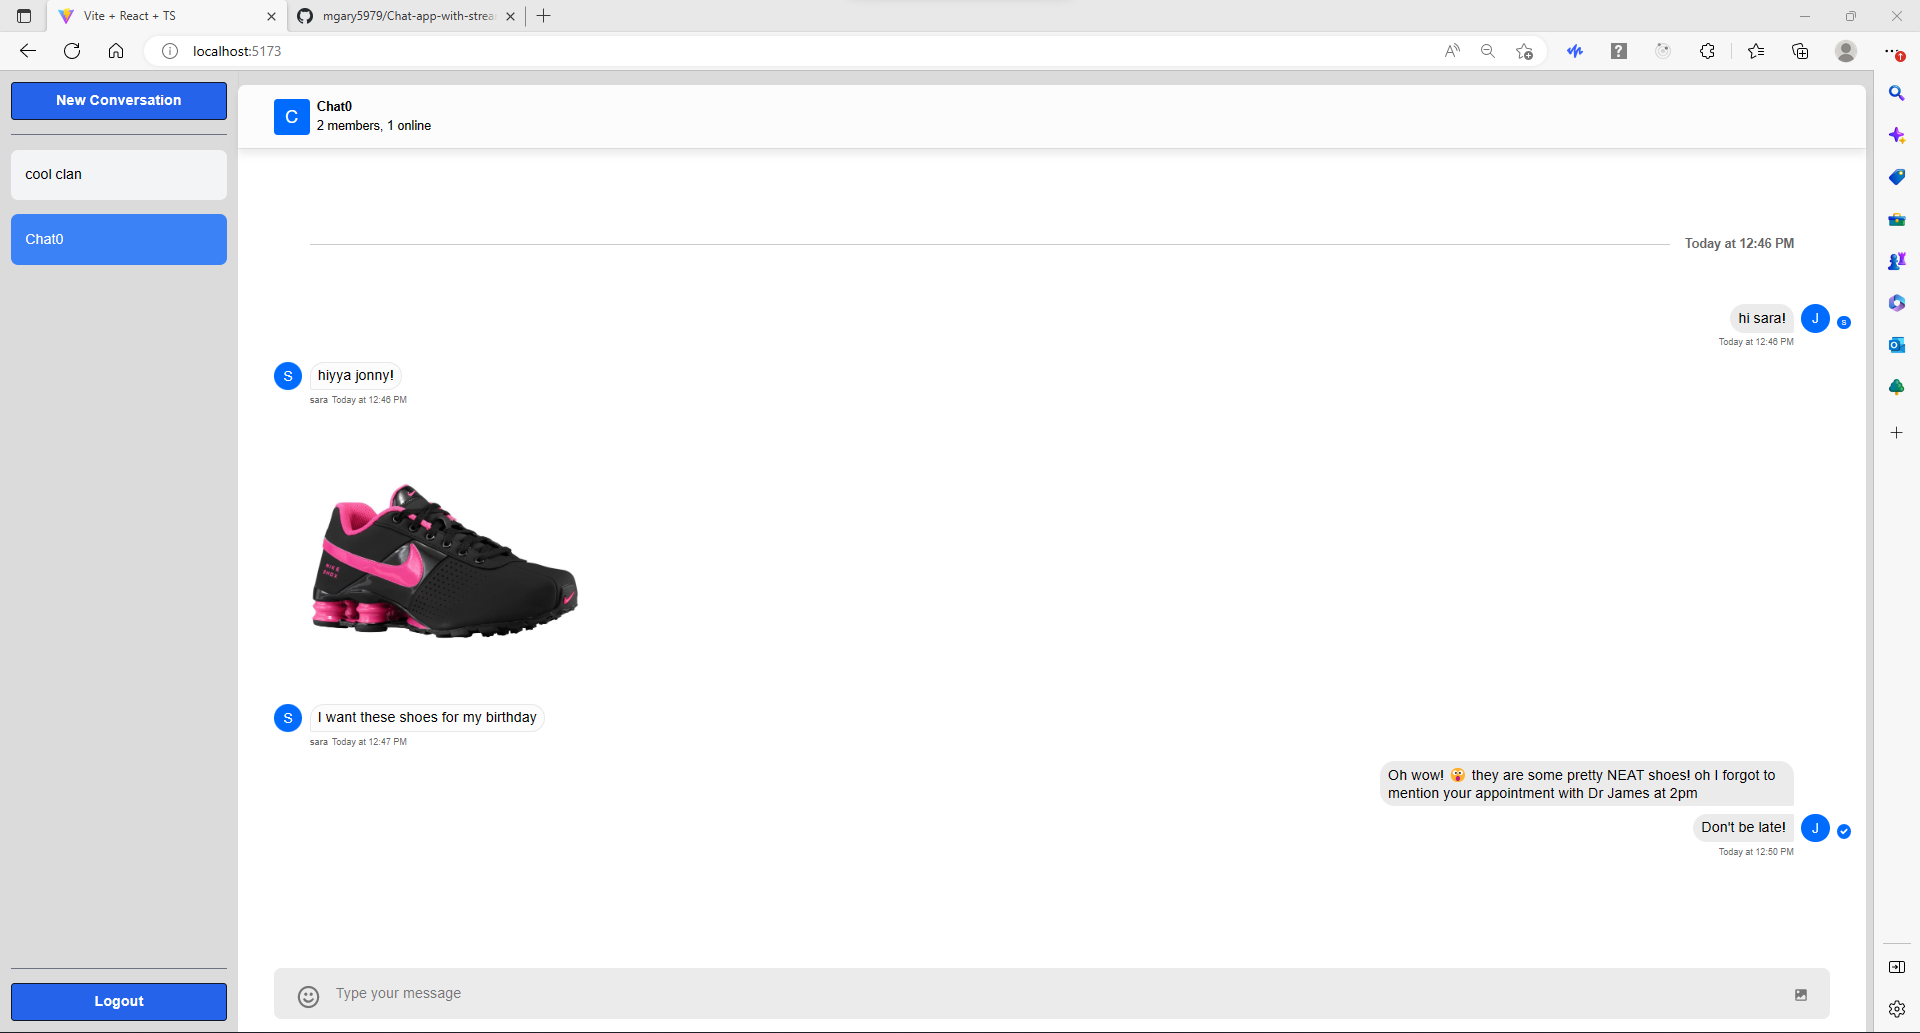 Vite + React + TS
mgary5979/Chat-app-with-strea
localhost:5173
New Conversation
cool clan
Chat0
Logout
C
Chat0
2 members, 1 online
Today at 12:46 PM
hi sara!
J
S
Today at 12:46 PM
S
hiyya jonny!
sara Today at 12:46 PM
NIKE
SHOX
S
I want these shoes for my birthday
sara Today at 12:47 PM
Oh wow! 😲 they are some pretty NEAT shoes! oh I forgot to
mention your appointment with Dr James at 2pm
Don't be late!
J
Today at 12:50 PM
Type your message